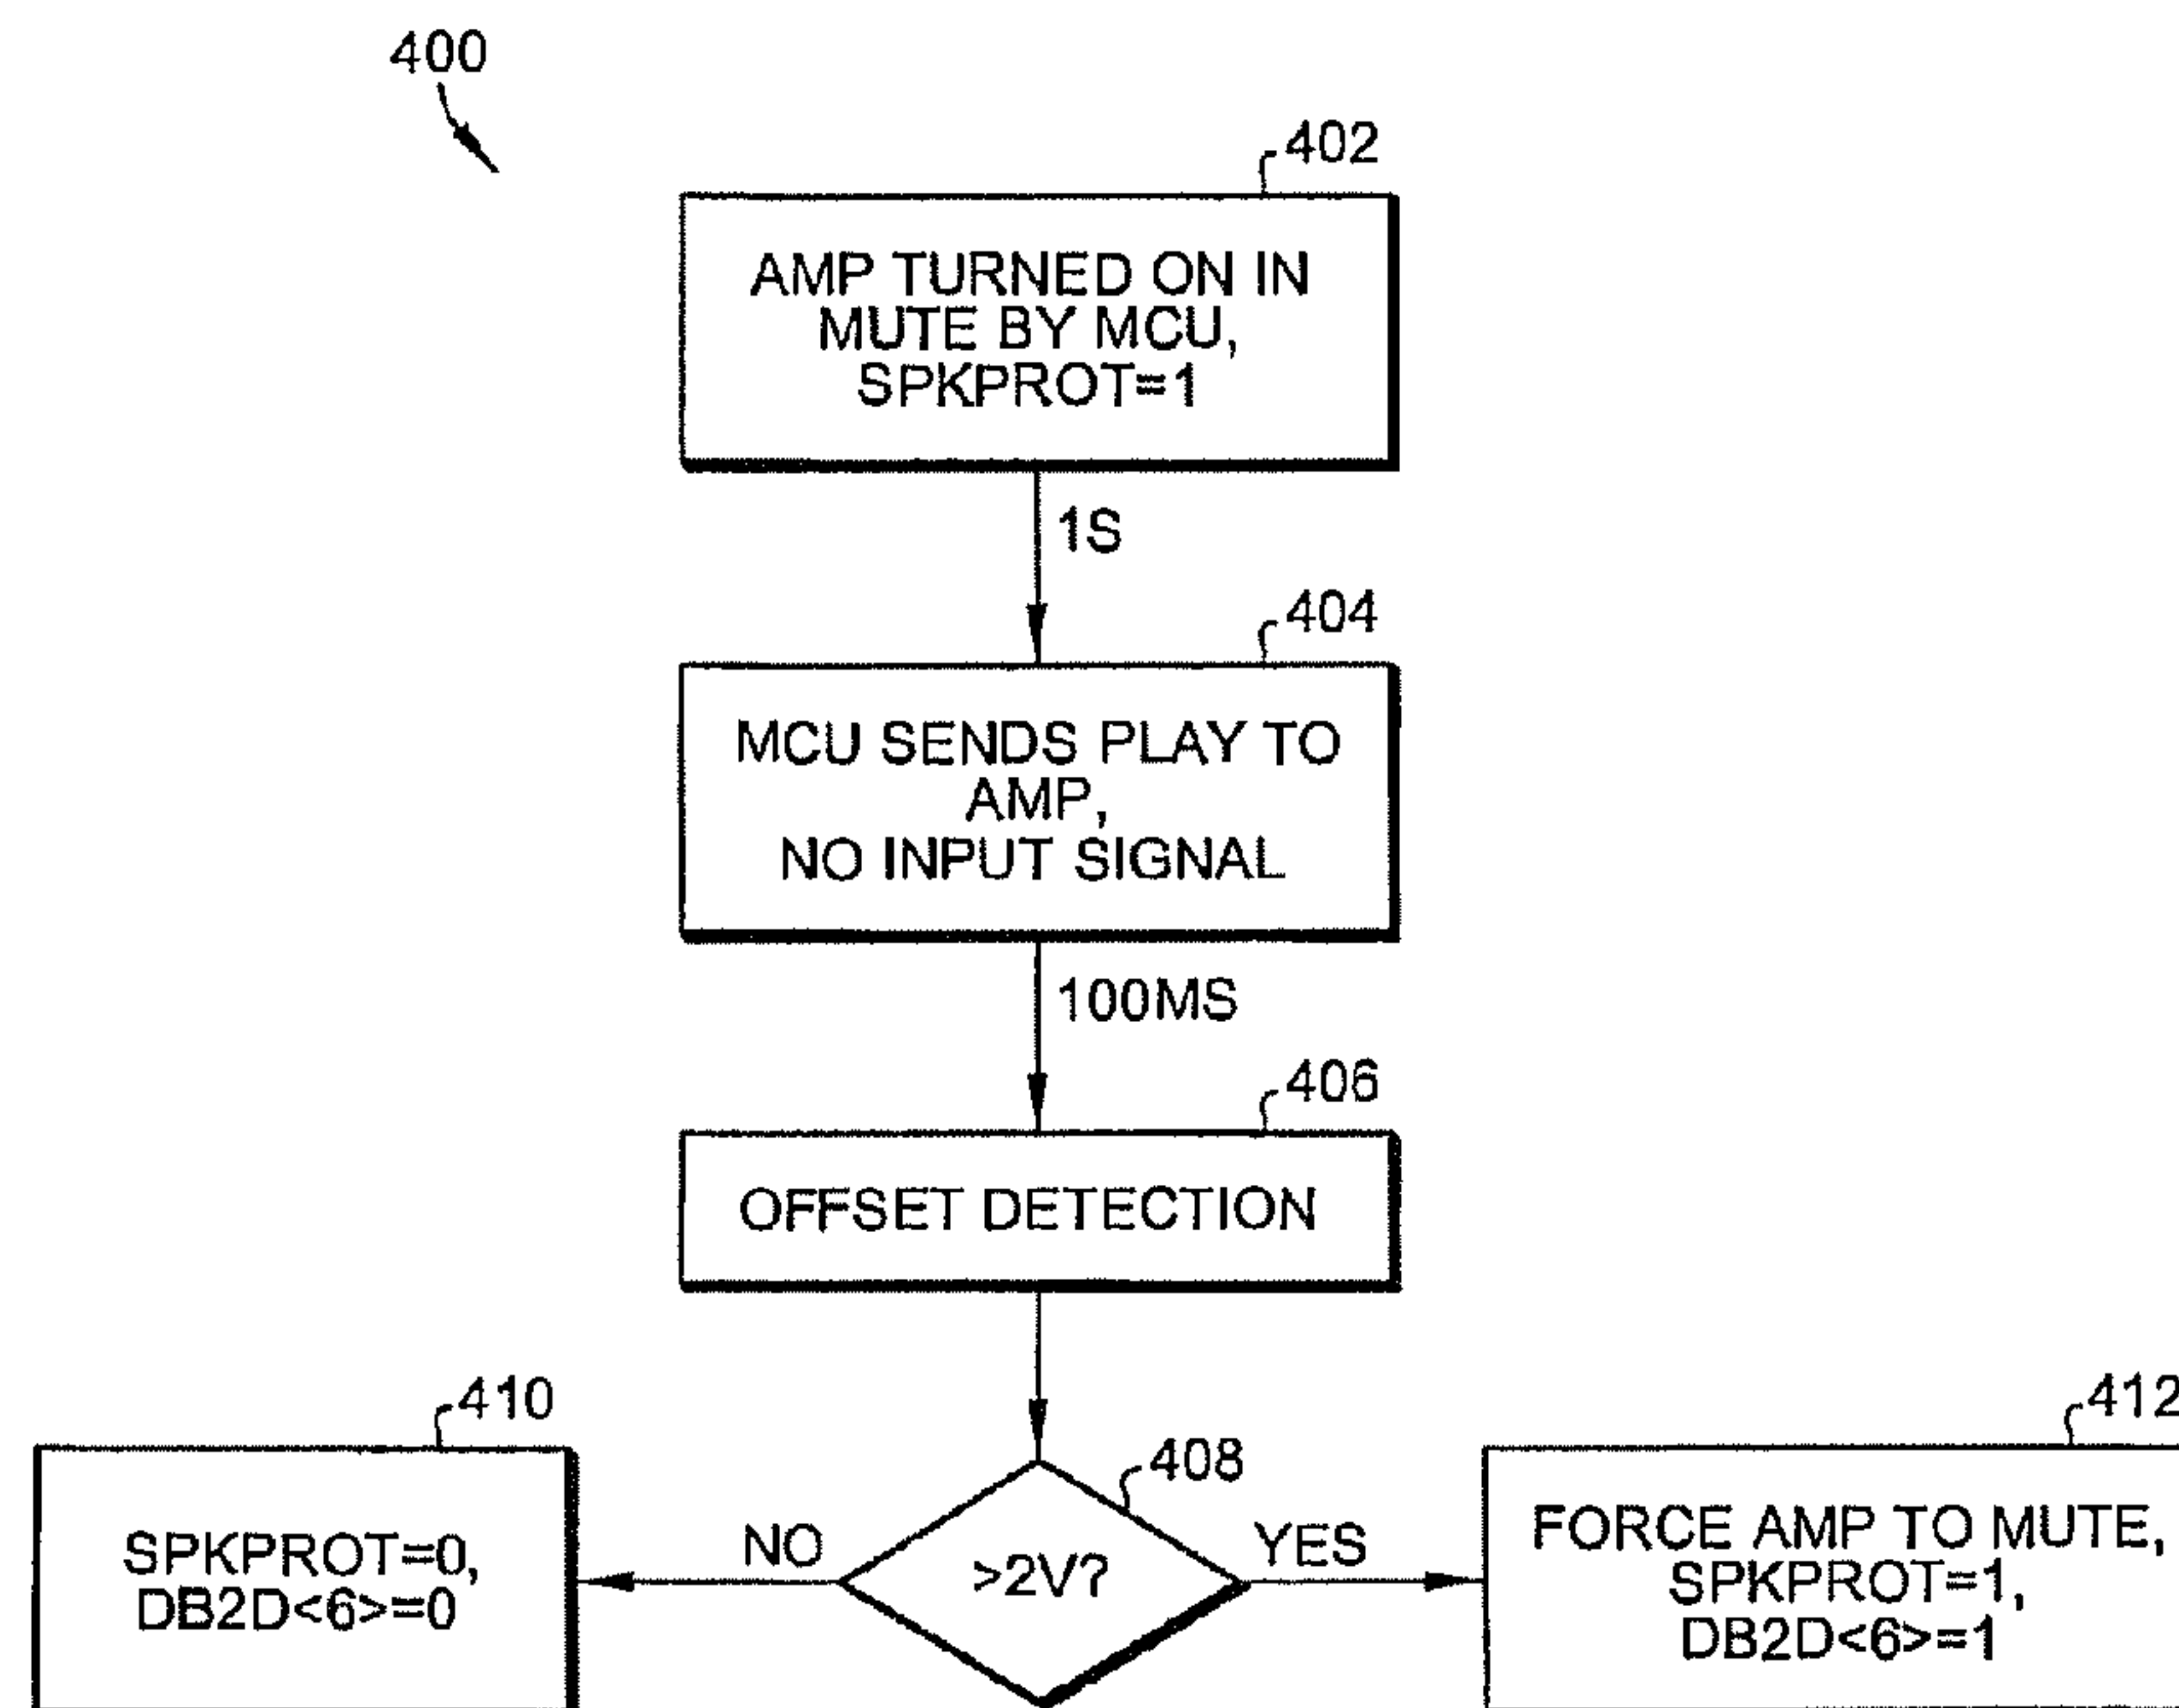 400
402
AMP TURNED ON IN
MUTE BY MCU,
SPKPROT=1
1S
404
MCU SENDS PLAY TO
AMP,
NO INPUT SIGNAL
100MS
406
OFFSET DETECTION
410
408
412
SPKPROT=0,
DB2D<6>=0
NO
>2V?
YES
FORCE AMP TO MUTE,
SPKPROT=1,
DB2D<6>=1